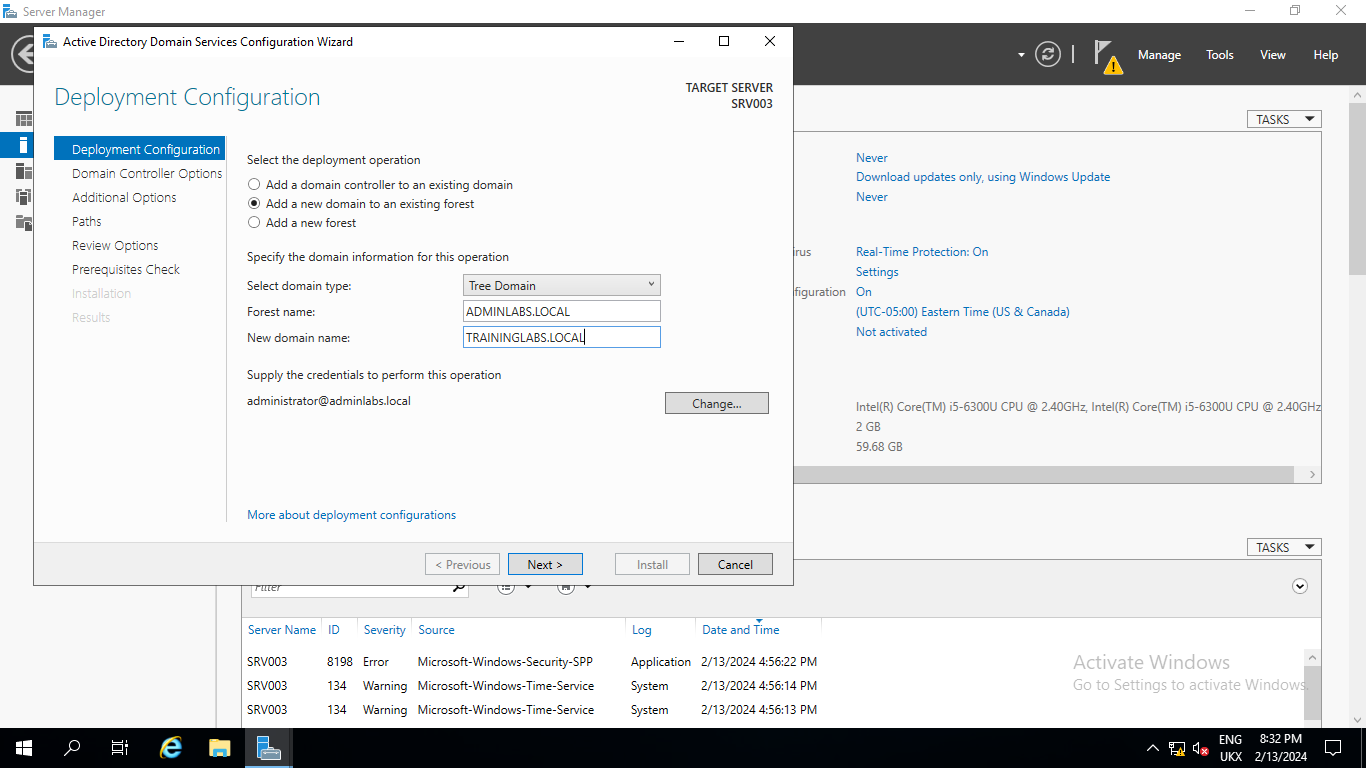 Server Manager
Active Directory Domain Services Configuration Wizard
Manage Tools View Help
Deployment Configuration
TARGET SERVER
SRV003
TASKS
Deployment Configuration
Domain Controller Options
Additional Options
Paths
Review Options
Prerequisites Check
Installation
Results
Select the deployment operation
Add a domain controller to an existing domain
Add a new domain to an existing forest
Add a new forest
Specify the domain information for this operation
Select domain type: Tree Domain
Forest name: ADMINLABS.LOCAL
New domain name: TRAININGLABS.LOCAL
Supply the credentials to perform this operation
administrator@adminlabs.local Change...
More about deployment configurations
< Previous Next > Install Cancel
Never
Download updates only, using Windows Update
Never
irus Real-Time Protection: On
Settings
figuration On
(UTC-05:00) Eastern Time (US & Canada)
Not activated
Intel(R) Core(TM) i5-6300U CPU @ 2.40GHz, Intel(R) Core(TM) i5-6300U CPU @ 2.40GHz
2 GB
59.68 GB
TASKS
Filter
Server Name ID Severity Source Log Date and Time
SRV003 8198 Error Microsoft-Windows-Security-SPP Application 2/13/2024 4:56:22 PM
SRV003 134 Warning Microsoft-Windows-Time-Service System 2/13/2024 4:56:14 PM
SRV003 134 Warning Microsoft-Windows-Time-Service System 2/13/2024 4:56:13 PM
Activate Windows
Go to Settings to activate Windows.
ENG
UKX
8:32 PM
2/13/2024